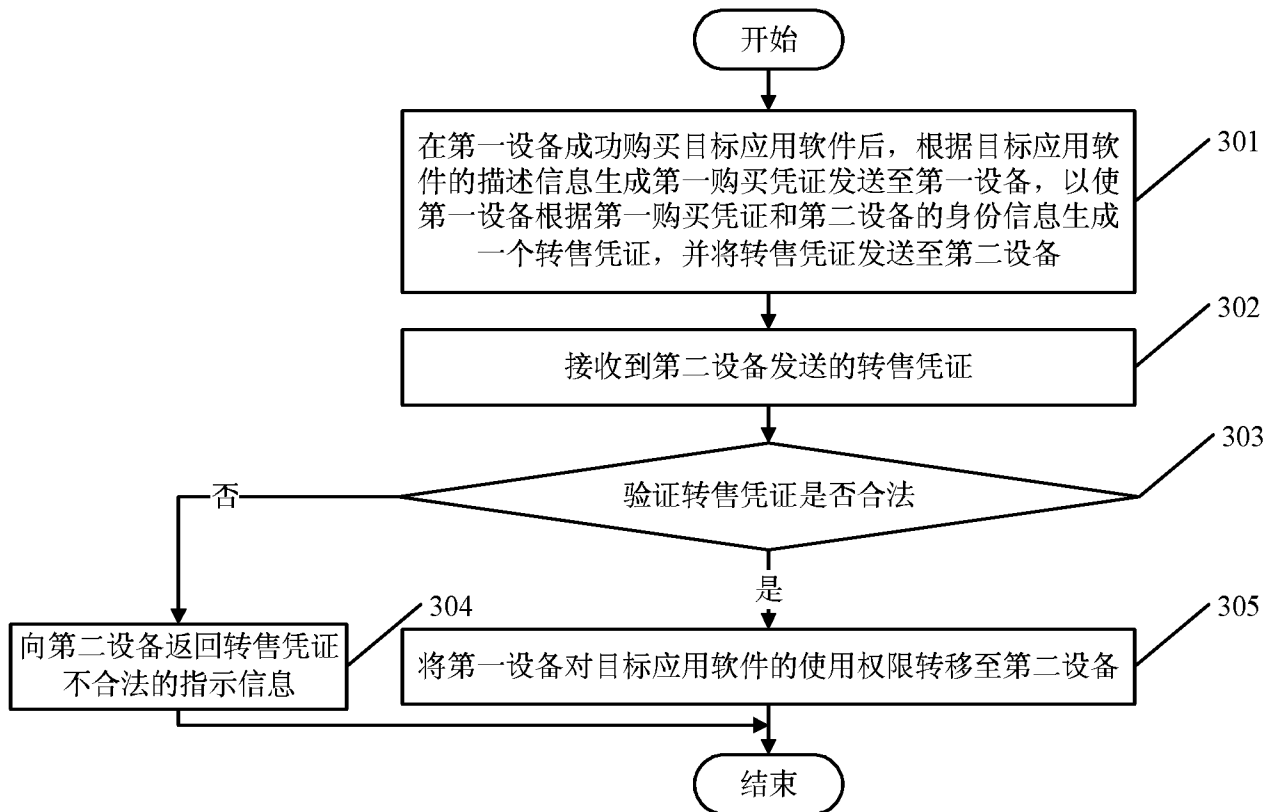 开始
在第一设备成功购买目标应用软件后，根据目标应用软
件的描述信息生成第一购买凭证发送至第一设备，以使
第一设备根据第一购买凭证和第二设备的身份信息生成
一个转售凭证，并将转售凭证发送至第二设备
301
接收到第二设备发送的转售凭证
302
验证转售凭证是否合法
303
否
是
向第二设备返回转售凭证
不合法的指示信息
304
将第一设备对目标应用软件的使用权限转移至第二设备
305
结束